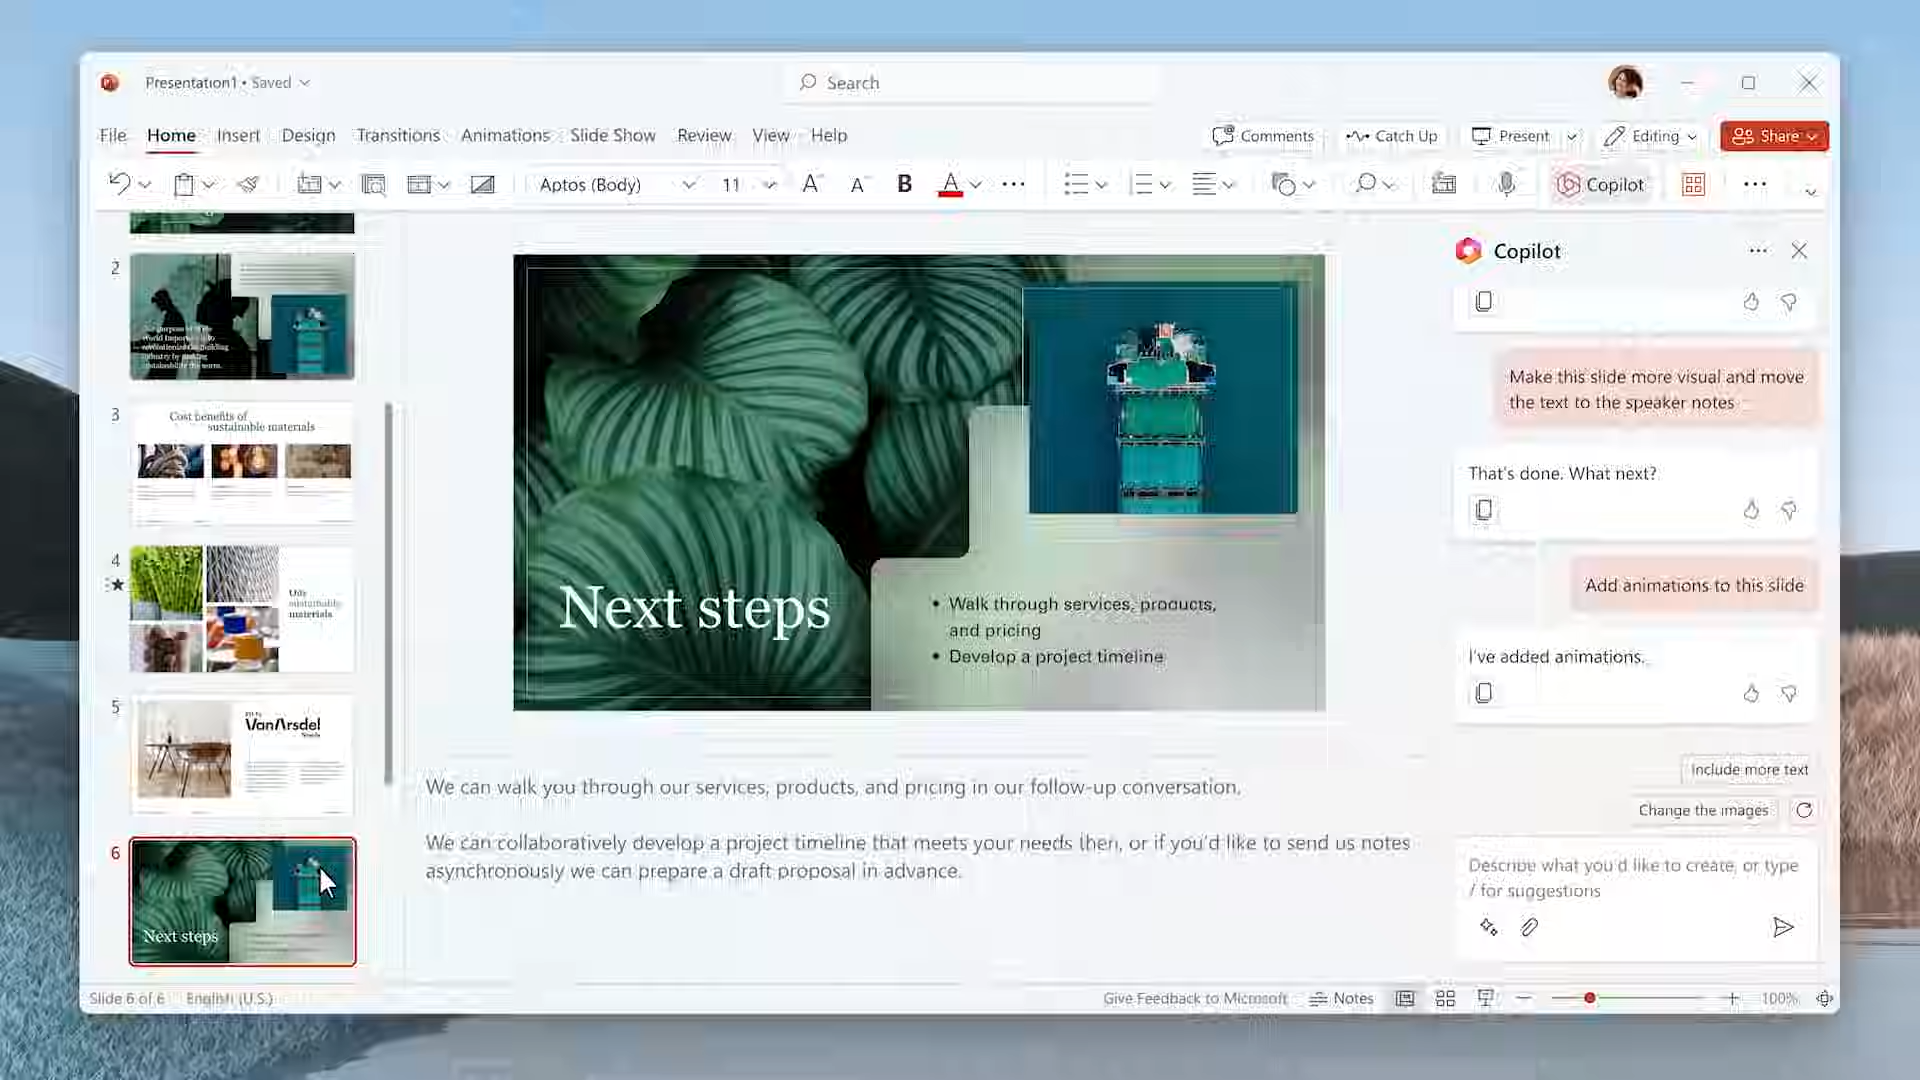 Presentation1 • Saved
Search
File Home Insert Design Transitions Animations Slide Show Review View Help
Comments Catch Up Present Editing Share
Aptos (Body) 11 A A B A Copilot
2
3
Cost benefits of
sustainable materials
4
sustainable
materials
5
VanArsdel
6
Next steps
Next steps
• Walk through services, products,
and pricing
• Develop a project timeline
We can walk you through our services, products, and pricing in our follow-up conversation.
We can collaboratively develop a project timeline that meets your needs then, or if you'd like to send us notes
asynchronously we can prepare a draft proposal in advance.
Copilot
Make this slide more visual and move
the text to the speaker notes
That's done. What next?
Add animations to this slide
I've added animations.
Include more text
Change the images
Describe what you'd like to create, or type
/ for suggestions
Slide 6 of 6 English (U.S.)
Give Feedback to Microsoft Notes 100%